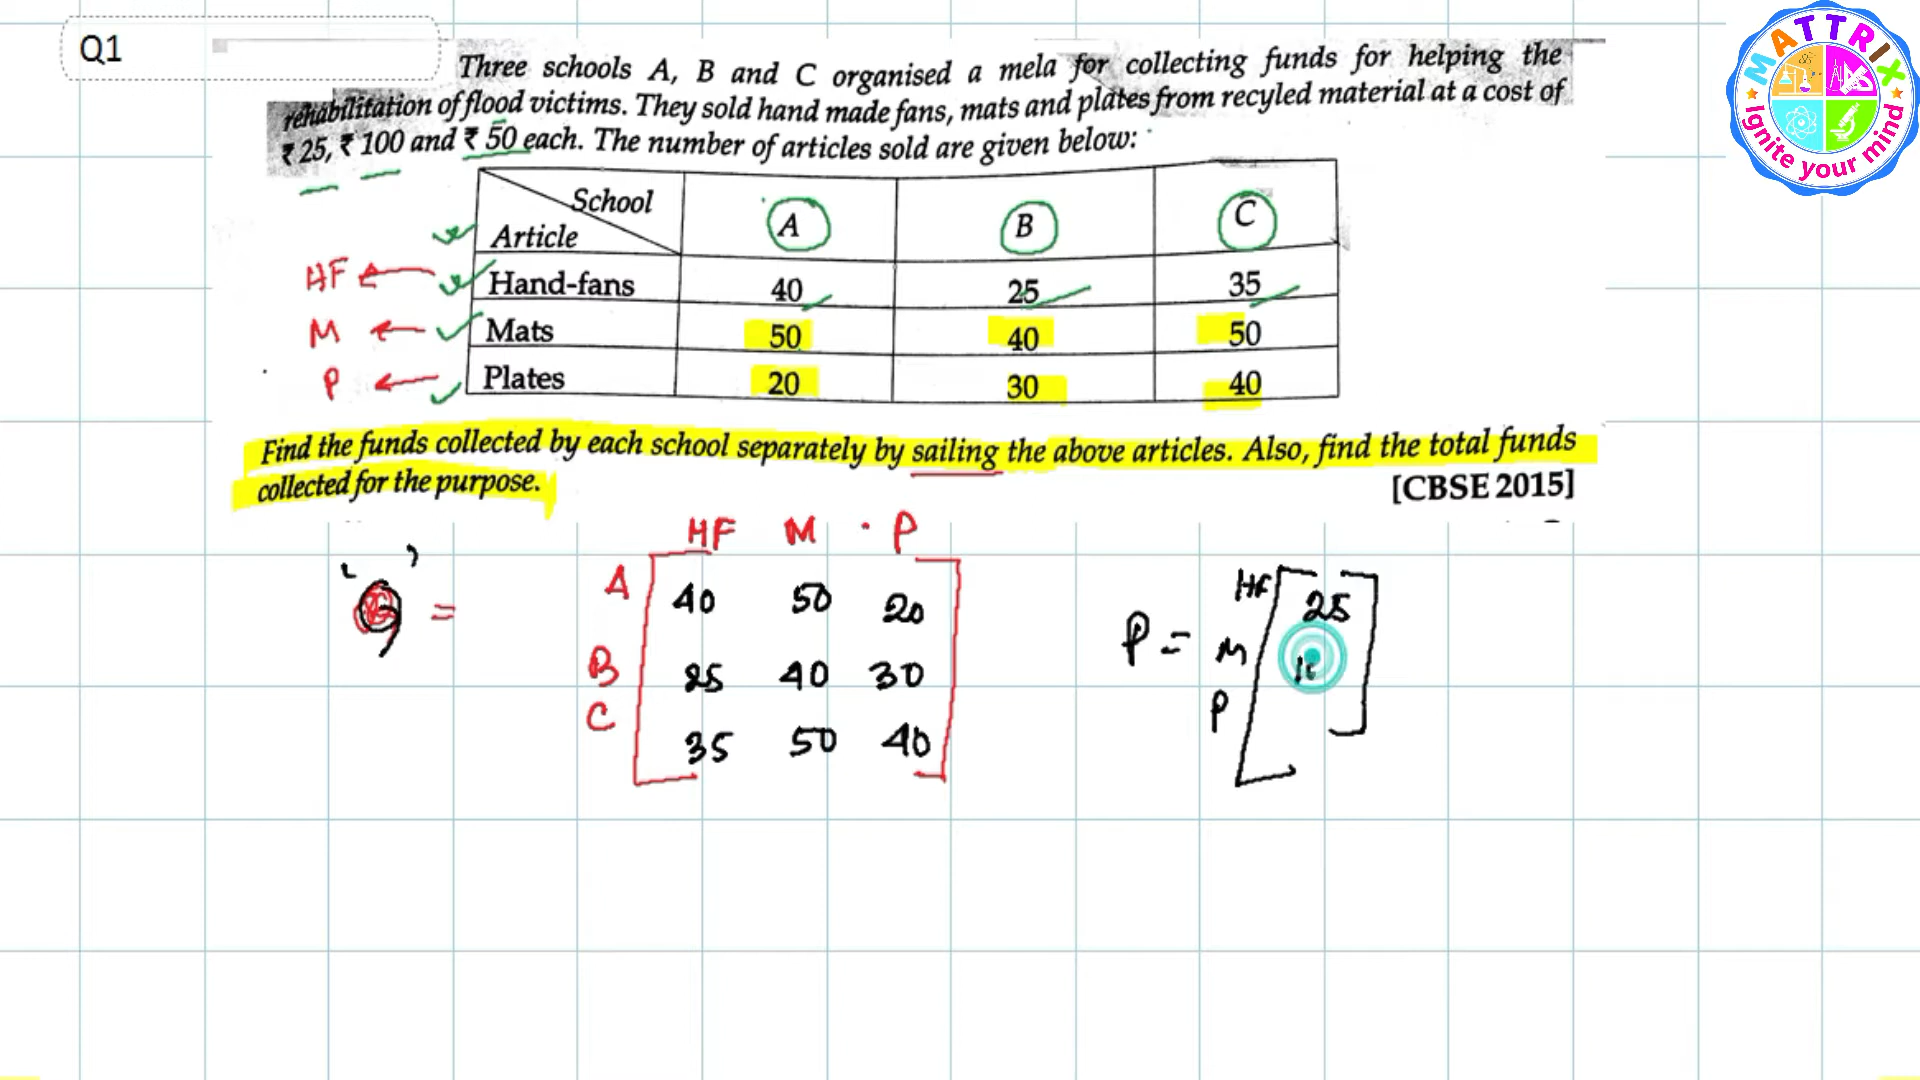 Q1
MATTRIX
Ignite your mind
Three schools A, B and C organised a mela for collecting funds for helping the
rehabilitation of flood victims. They sold hand made fans, mats and plates from recyled material at a cost of
₹ 25, ₹ 100 and ₹ 50 each. The number of articles sold are given below:
School
Article A B C
HF Hand-fans 40 25 35
M Mats 50 40 50
P Plates 20 30 40
Find the funds collected by each school separately by sailing the above articles. Also, find the total funds
collected for the purpose. [CBSE 2015]
HF M P
A 40 50 20
B 25 40 30
C 35 50 40
=
P =
HF 25
M
P